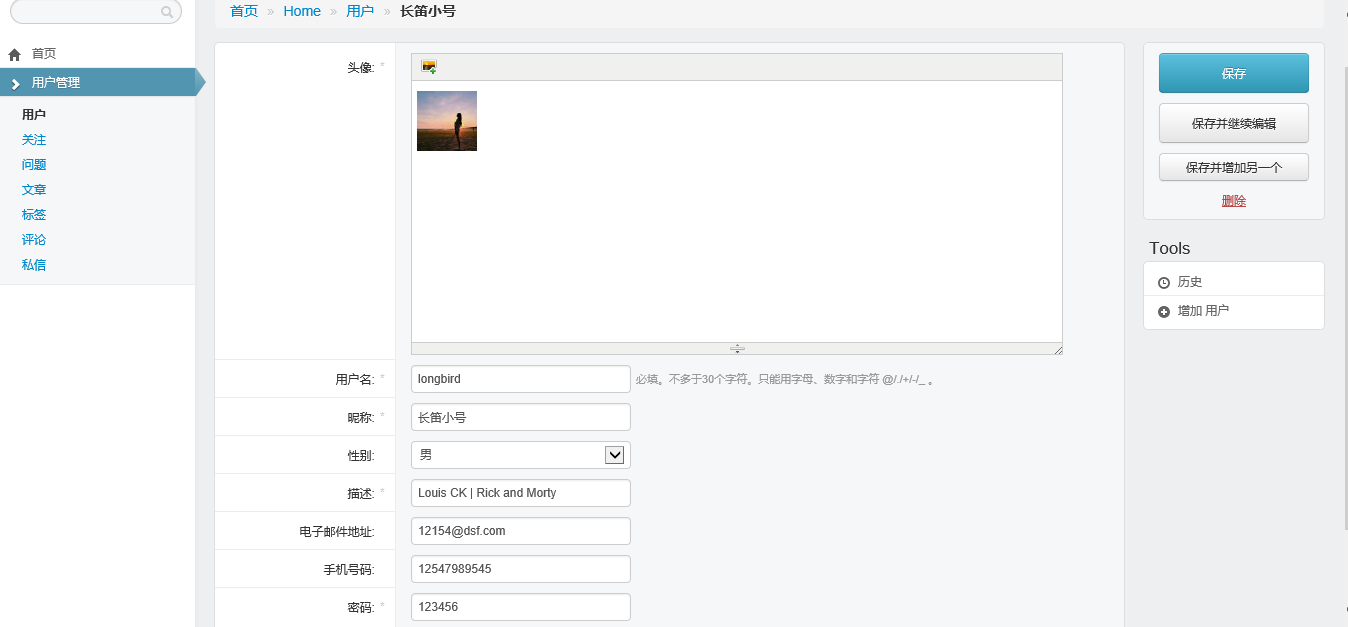 首页 » Home » 用户 » 长笛小号
首页
用户管理
用户
关注
问题
文章
标签
评论
私信
头像: *
用户名: *
longbird
必填。不多于30个字符。只能用字母、数字和字符 @/./+/-/_ 。
昵称: *
长笛小号
性别:
男
描述: *
Louis CK | Rick and Morty
电子邮件地址:
12154@dsf.com
手机号码:
12547989545
密码: *
123456
保存
保存并继续编辑
保存并增加另一个
删除
Tools
历史
增加 用户